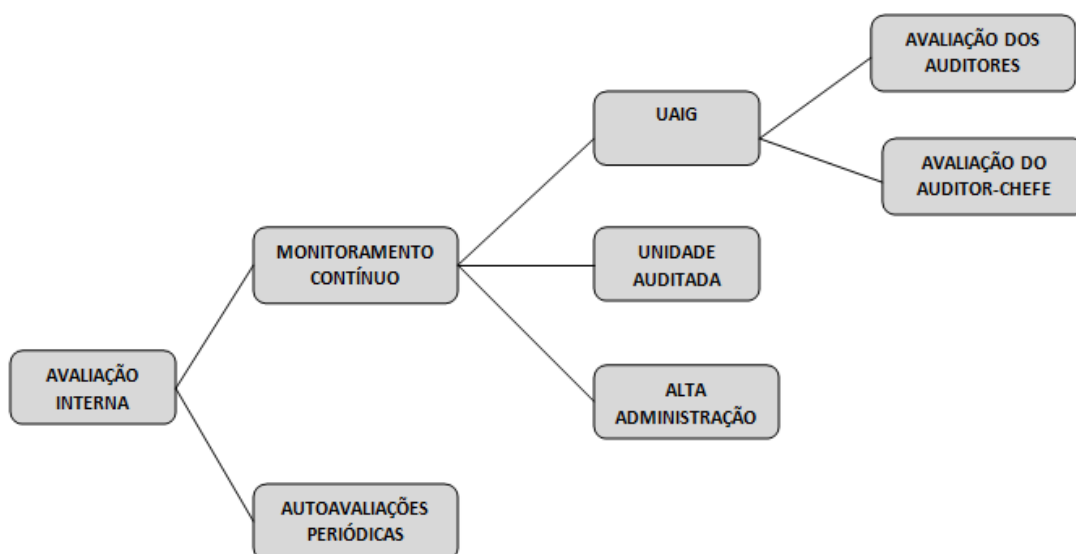 AVALIAÇÃO DOS
AUDITORES
UAIG
AVALIAÇÃO DO
AUDITOR-CHEFE
MONITORAMENTO
CONTÍNUO
UNIDADE
AUDITADA
AVALIAÇÃO
INTERNA
ALTA
ADMINISTRAÇÃO
AUTOAVALIAÇÕES
PERIÓDICAS